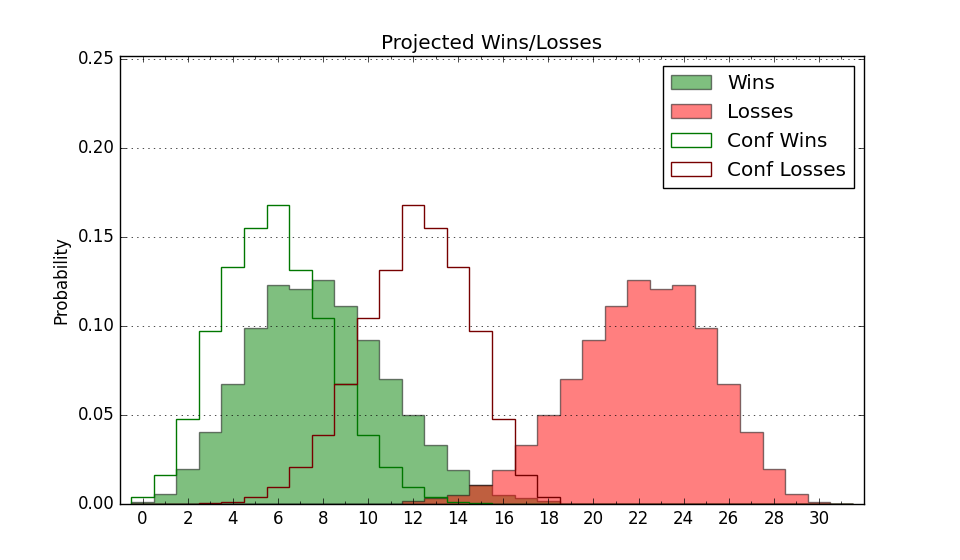 Projected Wins/Losses
0.25
0.20
0.15
0.10
0.05
0.00
Probability
Wins
Losses
Conf Wins
Conf Losses
0 2 4 6 8 10 12 14 16 18 20 22 24 26 28 30